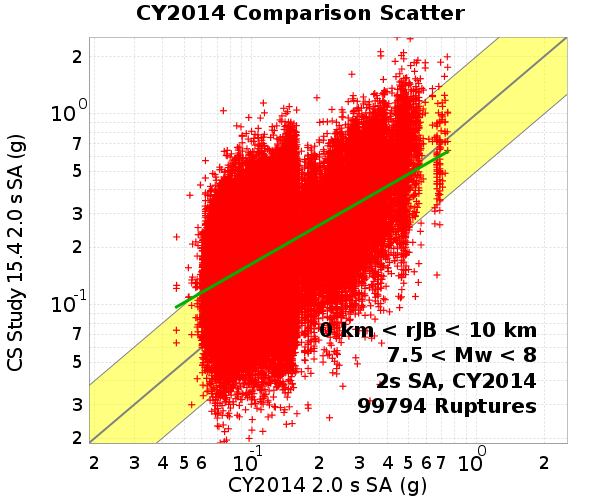 CY2014 Comparison Scatter
CS Study 15.4 2.0 s SA (g)
2
10^0
7
5
3
2
10^-1
7
5
3
2
0 km < rJB < 10 km
7.5 < Mw < 8
2s SA, CY2014
99794 Ruptures
2 3 4 5 6 10^-1 2 3 4 5 6 7 10^0 2
CY2014 2.0 s SA (g)